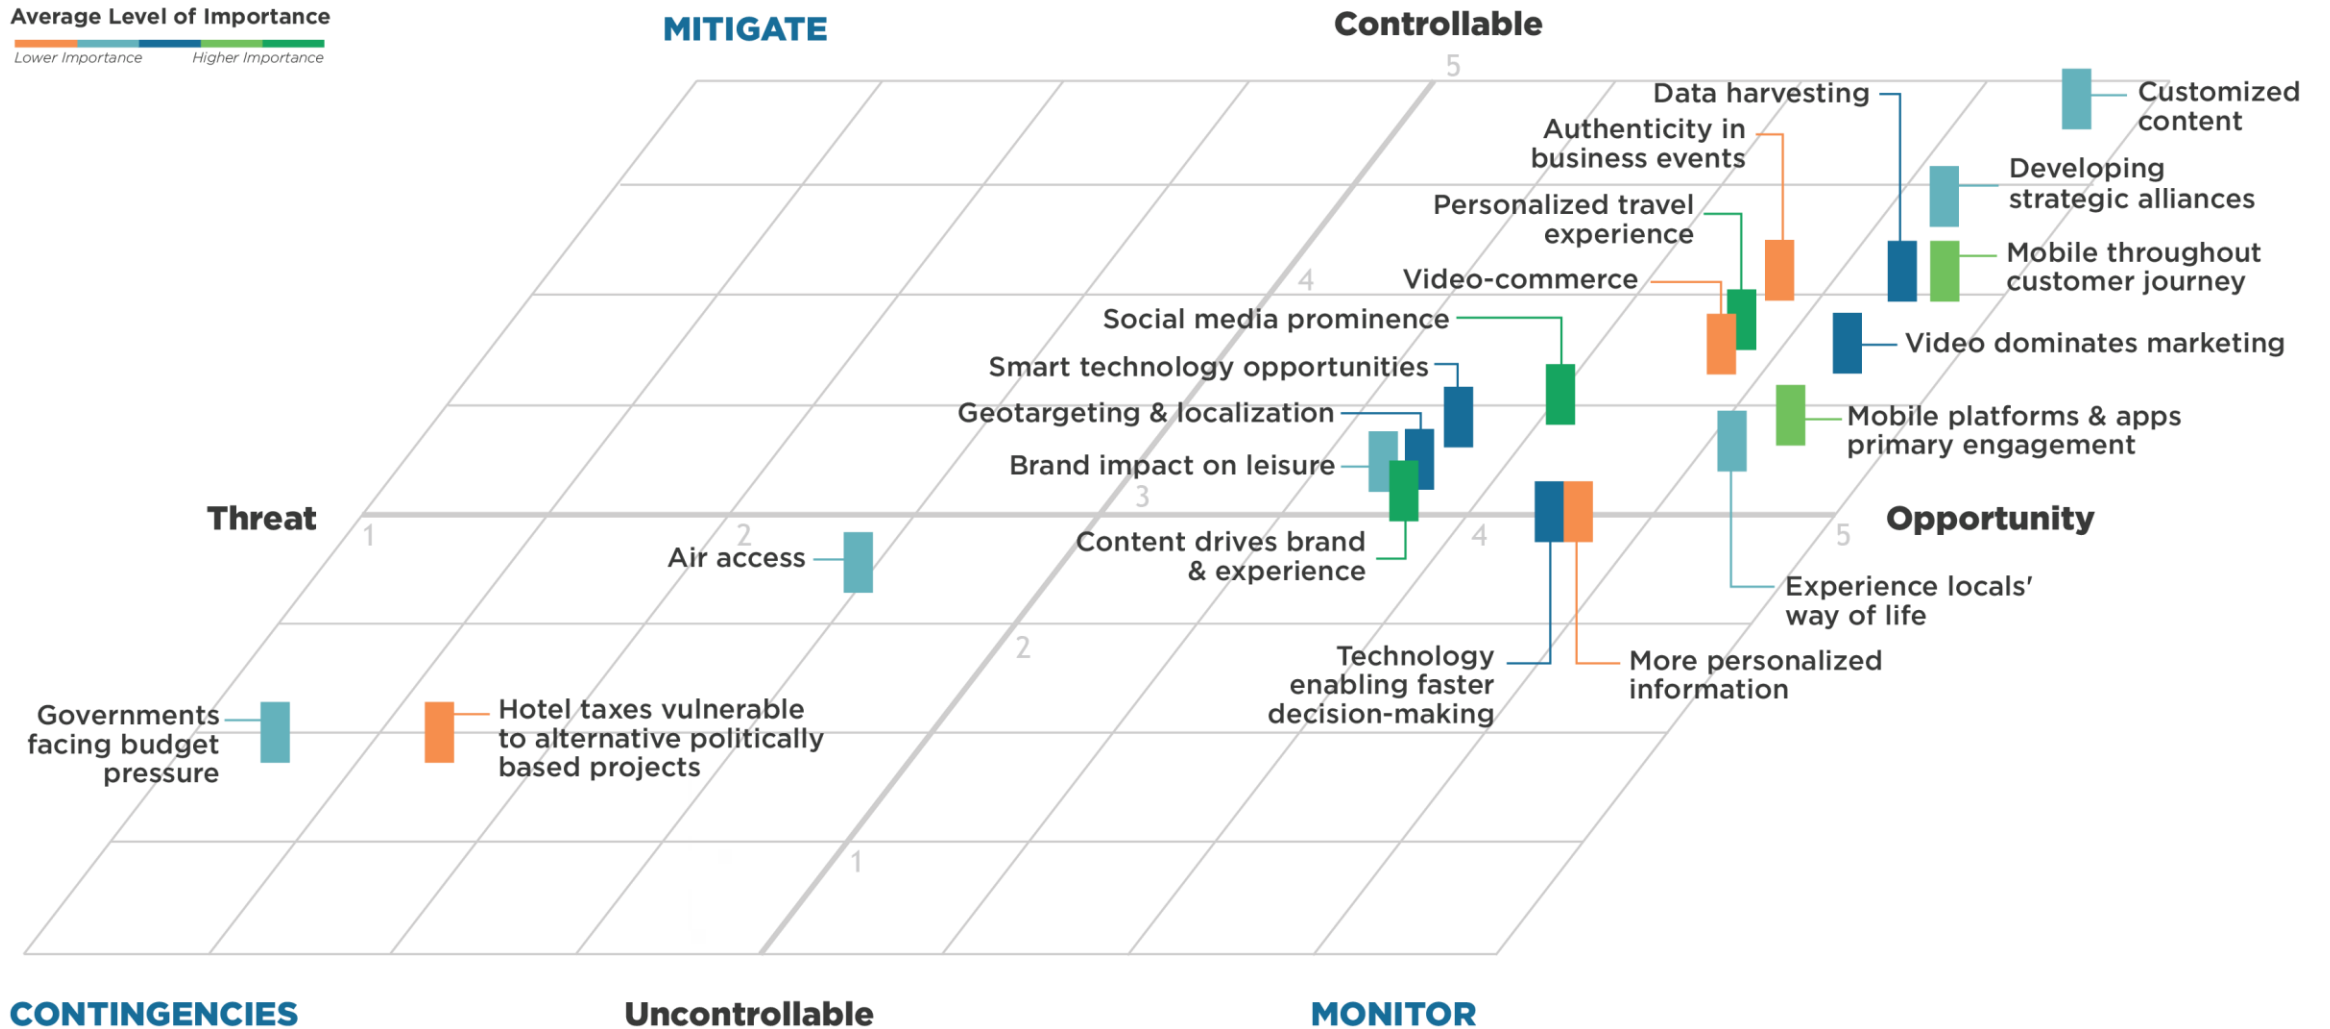 Average Level of Importance
Lower Importance
Higher Importance
MITIGATE
Controllable
5
Data harvesting
Customized
content
Authenticity in
business events
Developing
strategic alliances
Personalized travel
experience
Mobile throughout
customer journey
Video-commerce
4
Social media prominence
Video dominates marketing
Smart technology opportunities
Geotargeting & localization
Mobile platforms & apps
primary engagement
Brand impact on leisure
3
Threat
Opportunity
1
2
4
5
Air access
Content drives brand
& experience
Experience locals'
way of life
2
Technology
enabling faster
decision-making
More personalized
information
Governments
facing budget
pressure
Hotel taxes vulnerable
to alternative politically
based projects
1
CONTINGENCIES
Uncontrollable
MONITOR